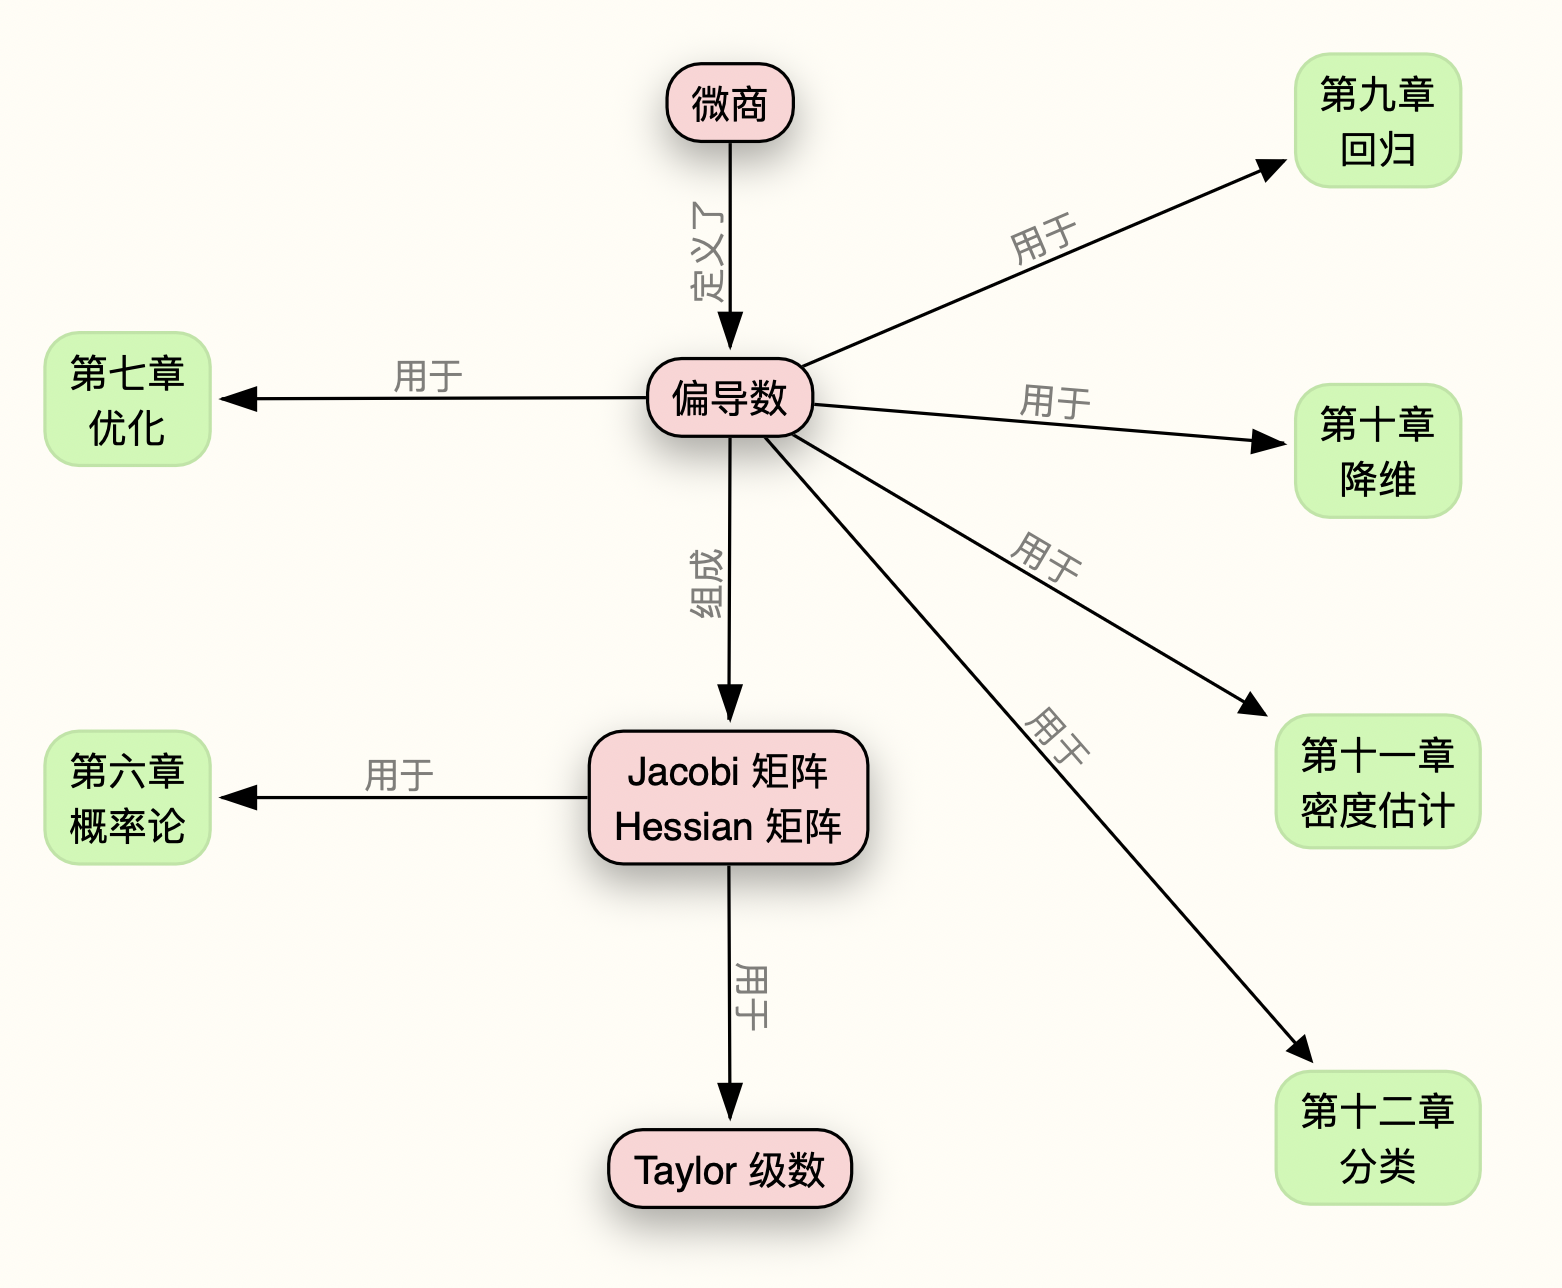 微商
定义了
第九章
回归
用于
第七章
优化
用于
偏导数
用于
第十章
降维
组成
用于
第十一章
密度估计
用于
第六章
概率论
用于
Jacobi 矩阵
Hessian 矩阵
用于
第十二章
分类
Taylor 级数